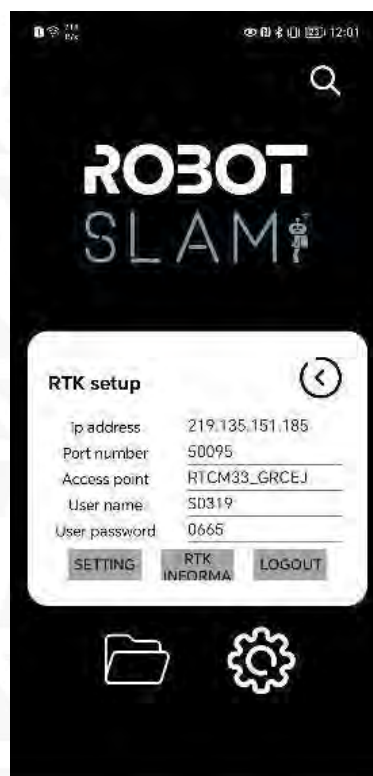 12:01
ROBOT
SLAM
RTK setup
Ip address 219.135.151.185
Port number 50095
Access point RTCM33_GRCEJ
User name S0319
User password 0665
SETTING
RTK
INFORMA
LOGOUT